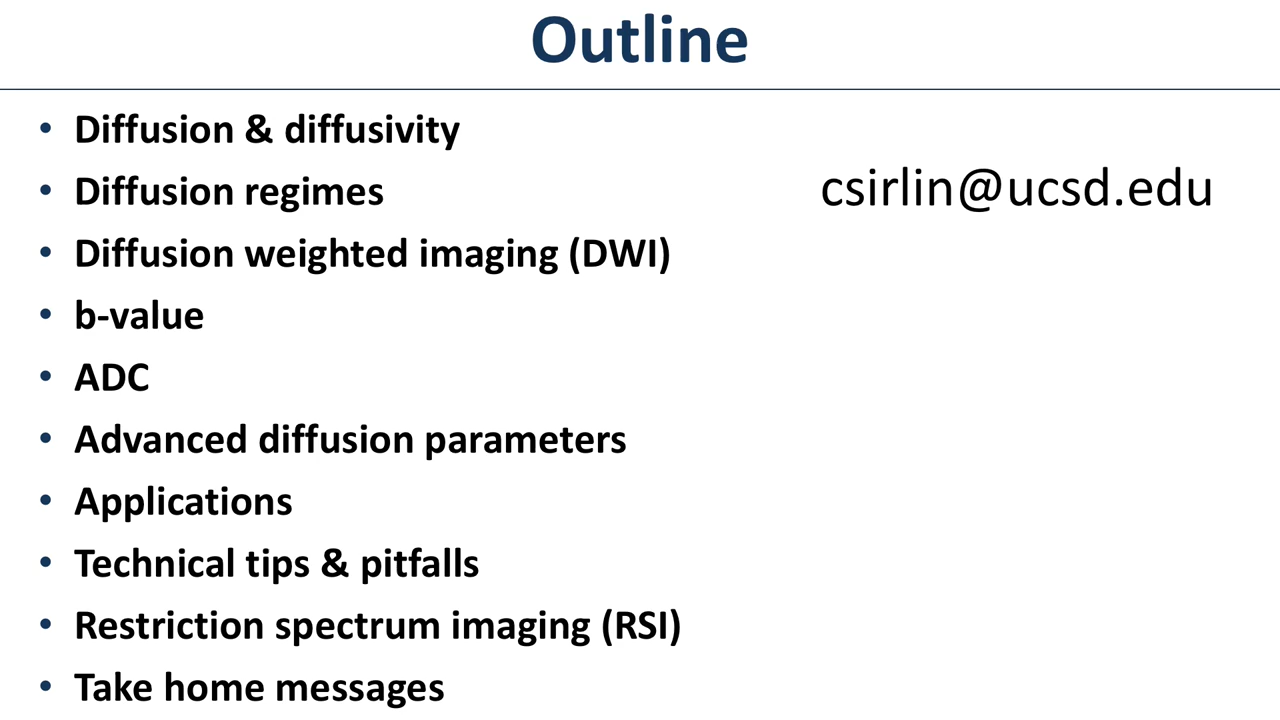 Outline
• Diffusion & diffusivity
• Diffusion regimes
csirlin@ucsd.edu
• Diffusion weighted imaging (DWI)
• b-value
• ADC
• Advanced diffusion parameters
• Applications
• Technical tips & pitfalls
• Restriction spectrum imaging (RSI)
• Take home messages